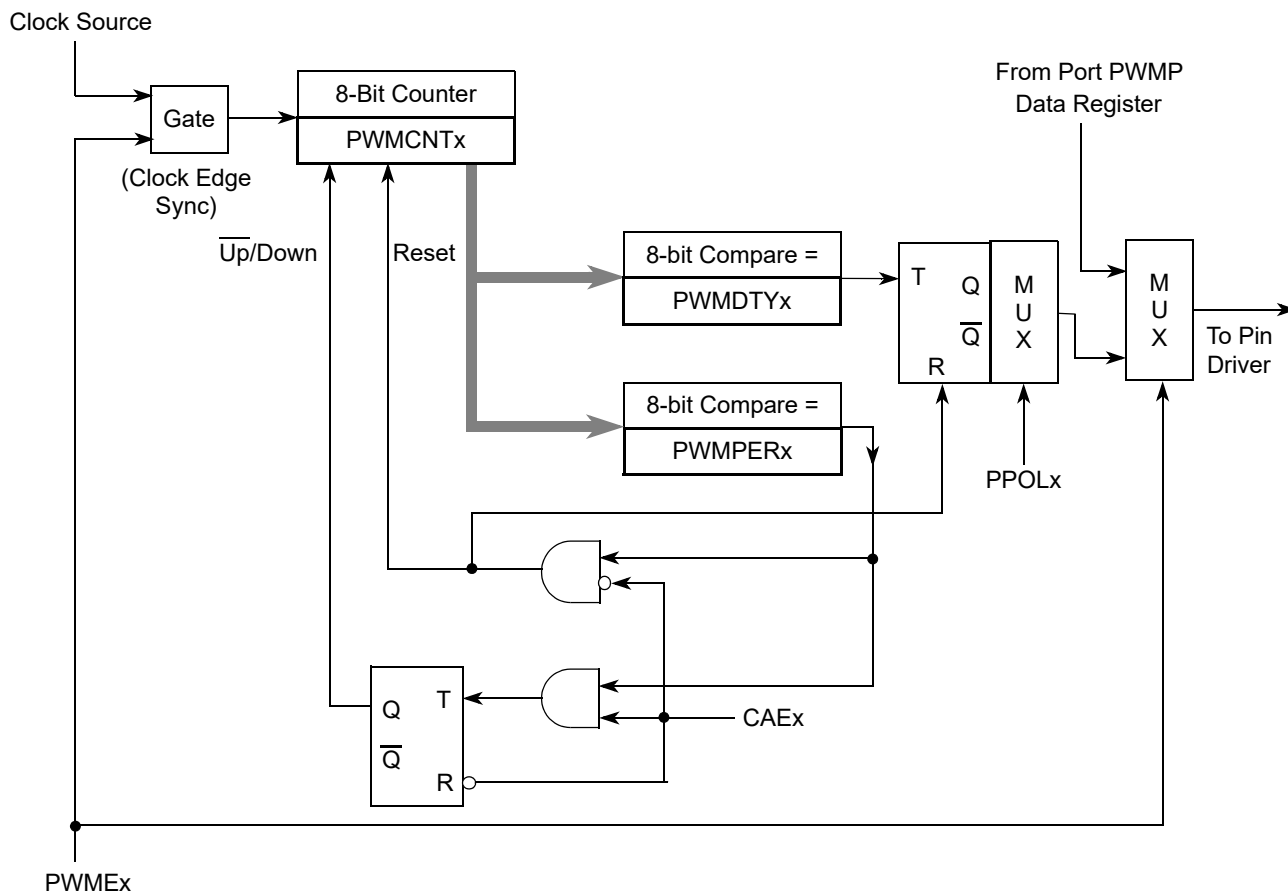 Clock Source
Gate
(Clock Edge
Sync)
8-Bit Counter
PWMCNTx
U̅p̅/Down
Reset
8-bit Compare =
PWMDTYx
8-bit Compare =
PWMPERx
T
Q
Q̅
R
M
U
X
PPOLx
From Port PWMP
Data Register
M
U
X
To Pin
Driver
Q
T
Q̅
R
CAEx
PWMEx